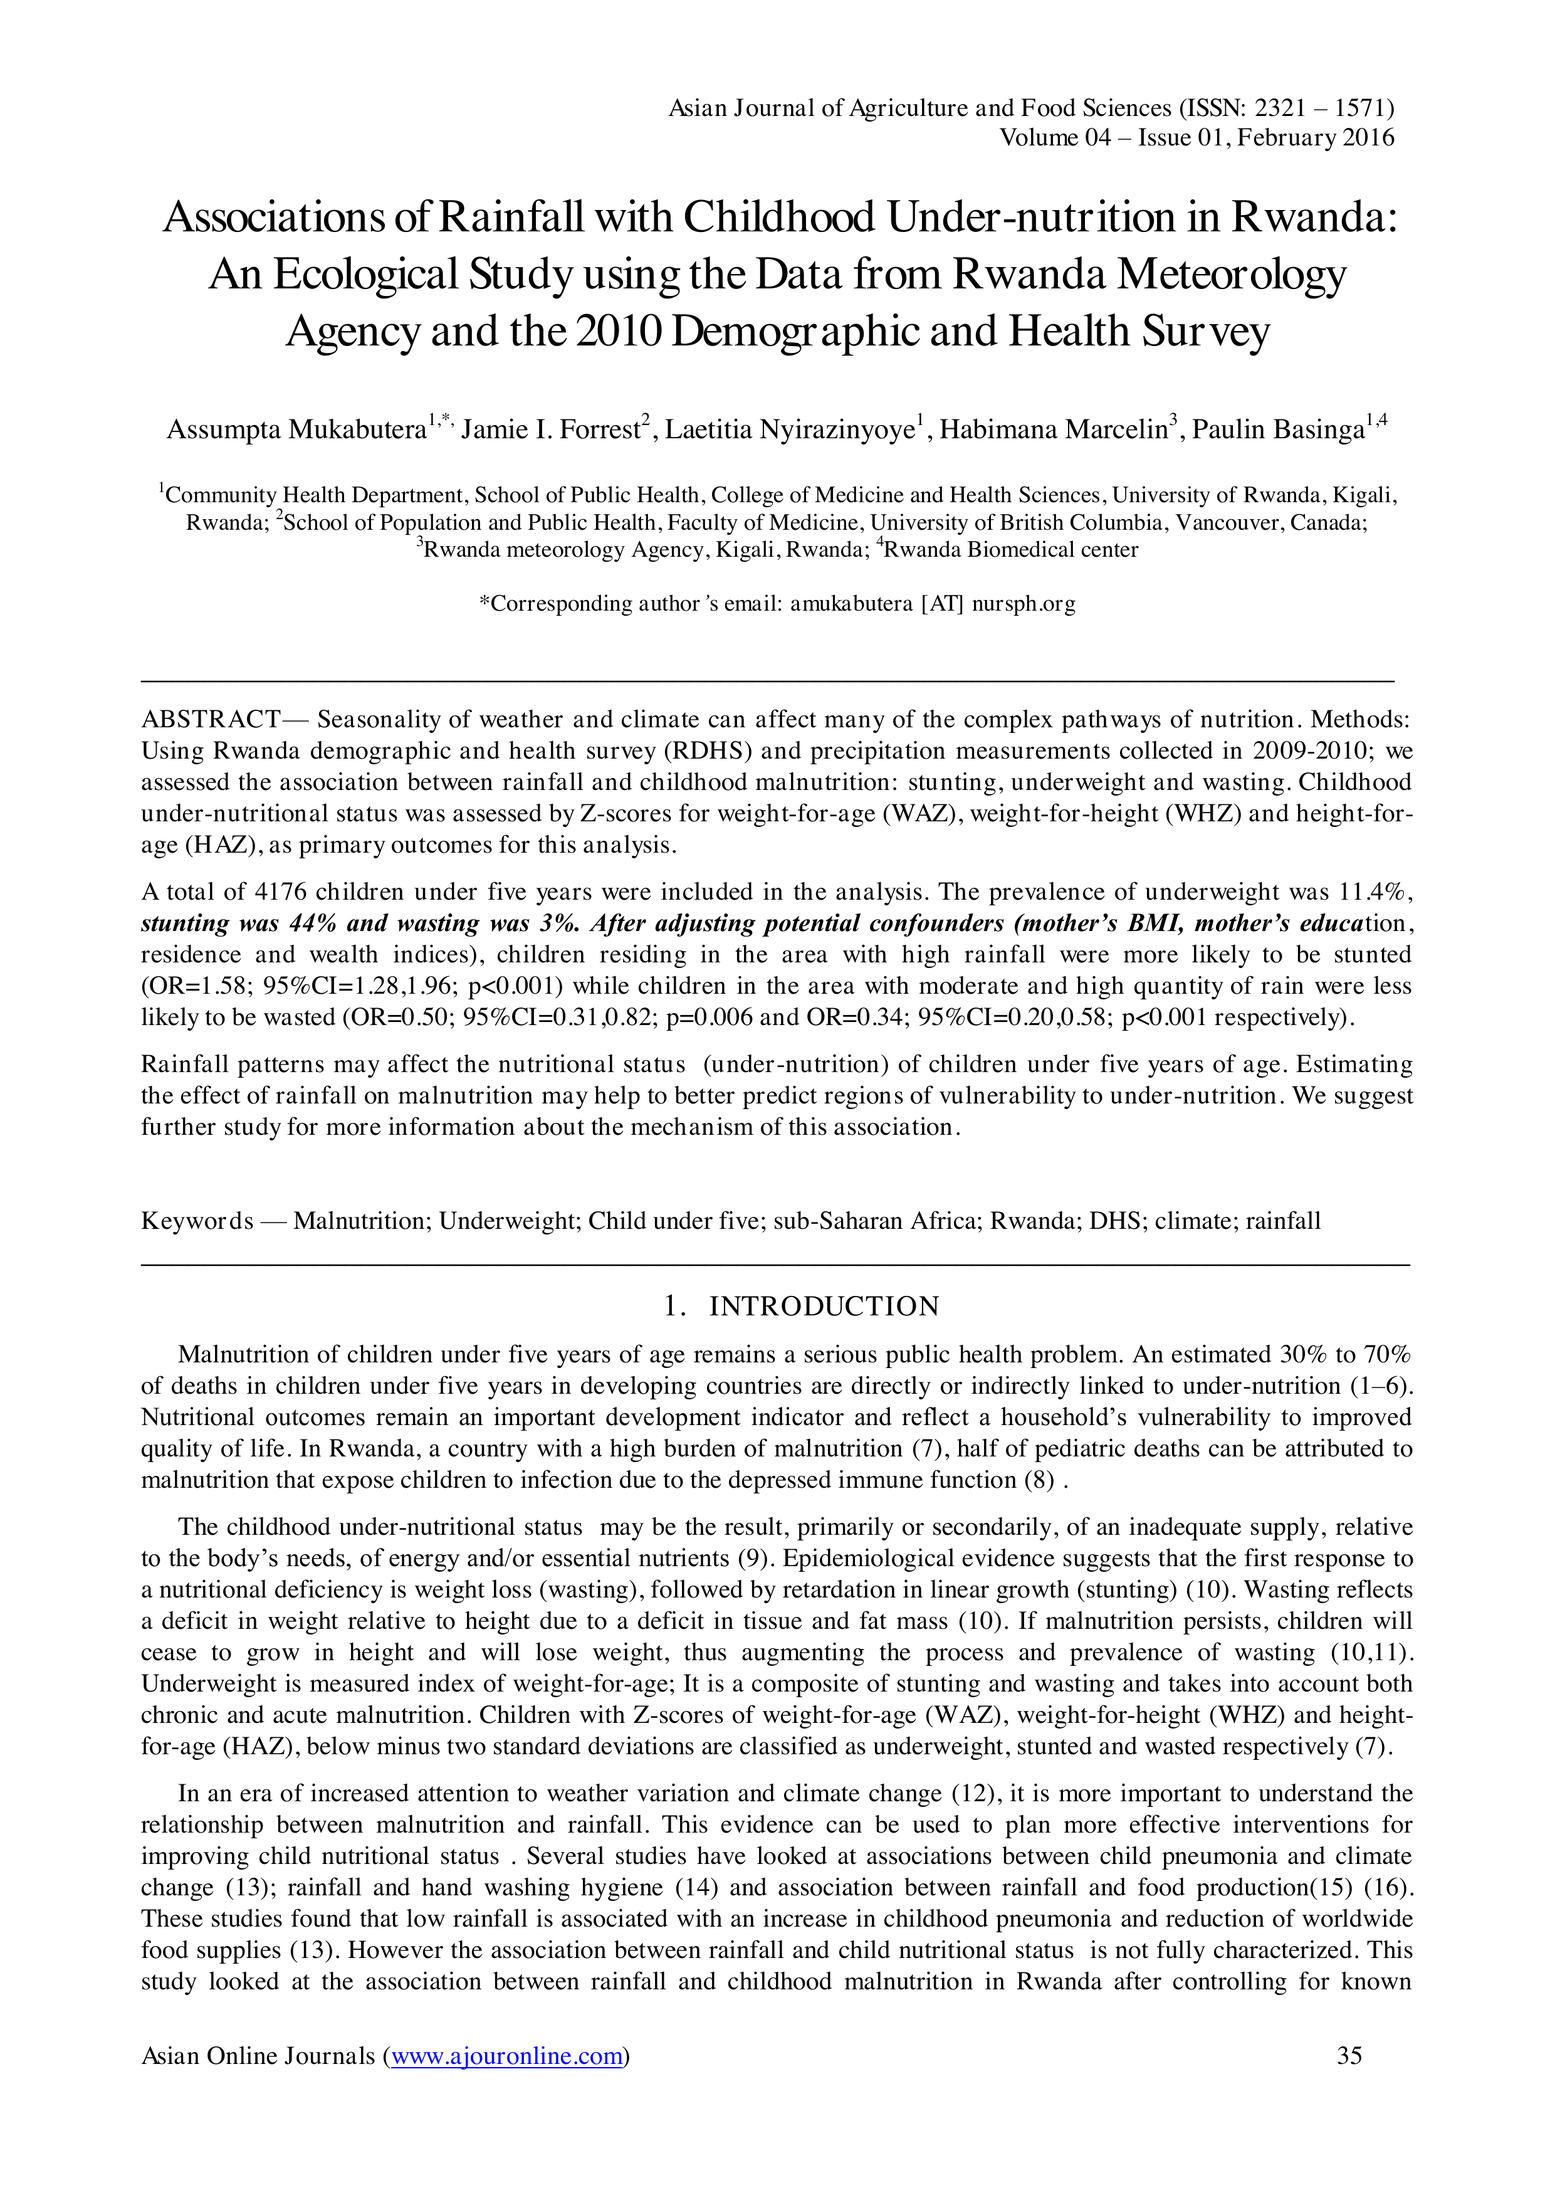 Asian Journal of Agriculture and Food Sciences (ISSN: 2321 – 1571)
Volume 04 – Issue 01, February 2016
Associations of Rainfall with Childhood Under-nutrition in Rwanda:
An Ecological Study using the Data from Rwanda Meteorology
Agency and the 2010 Demographic and Health Survey
Assumpta Mukabutera1,*, Jamie I. Forrest2, Laetitia Nyirazinyoye1, Habimana Marcelin3, Paulin Basinga1,4
1Community Health Department, School of Public Health, College of Medicine and Health Sciences, University of Rwanda, Kigali,
Rwanda; 2School of Population and Public Health, Faculty of Medicine, University of British Columbia, Vancouver, Canada;
3Rwanda meteorology Agency, Kigali, Rwanda; 4Rwanda Biomedical center
*Corresponding author's email: amukabutera [AT] nursph.org
ABSTRACT— Seasonality of weather and climate can affect many of the complex pathways of nutrition. Methods:
Using Rwanda demographic and health survey (RDHS) and precipitation measurements collected in 2009-2010; we
assessed the association between rainfall and childhood malnutrition: stunting, underweight and wasting. Childhood
under-nutritional status was assessed by Z-scores for weight-for-age (WAZ), weight-for-height (WHZ) and height-for-
age (HAZ), as primary outcomes for this analysis.
A total of 4176 children under five years were included in the analysis. The prevalence of underweight was 11.4%,
stunting was 44% and wasting was 3%. After adjusting potential confounders (mother's BMI, mother's education,
residence and wealth indices), children residing in the area with high rainfall were more likely to be stunted
(OR=1.58; 95%CI=1.28,1.96; p<0.001) while children in the area with moderate and high quantity of rain were less
likely to be wasted (OR=0.50; 95%CI=0.31,0.82; p=0.006 and OR=0.34; 95%CI=0.20,0.58; p<0.001 respectively).
Rainfall patterns may affect the nutritional status (under-nutrition) of children under five years of age. Estimating
the effect of rainfall on malnutrition may help to better predict regions of vulnerability to under-nutrition. We suggest
further study for more information about the mechanism of this association.
Keywords — Malnutrition; Underweight; Child under five; sub-Saharan Africa; Rwanda; DHS; climate; rainfall
1. INTRODUCTION
Malnutrition of children under five years of age remains a serious public health problem. An estimated 30% to 70%
of deaths in children under five years in developing countries are directly or indirectly linked to under-nutrition (1–6).
Nutritional outcomes remain an important development indicator and reflect a household's vulnerability to improved
quality of life. In Rwanda, a country with a high burden of malnutrition (7), half of pediatric deaths can be attributed to
malnutrition that expose children to infection due to the depressed immune function (8) .
The childhood under-nutritional status may be the result, primarily or secondarily, of an inadequate supply, relative
to the body's needs, of energy and/or essential nutrients (9). Epidemiological evidence suggests that the first response to
a nutritional deficiency is weight loss (wasting), followed by retardation in linear growth (stunting) (10). Wasting reflects
a deficit in weight relative to height due to a deficit in tissue and fat mass (10). If malnutrition persists, children will
cease to grow in height and will lose weight, thus augmenting the process and prevalence of wasting (10,11).
Underweight is measured index of weight-for-age; It is a composite of stunting and wasting and takes into account both
chronic and acute malnutrition. Children with Z-scores of weight-for-age (WAZ), weight-for-height (WHZ) and height-
for-age (HAZ), below minus two standard deviations are classified as underweight, stunted and wasted respectively (7).
In an era of increased attention to weather variation and climate change (12), it is more important to understand the
relationship between malnutrition and rainfall. This evidence can be used to plan more effective interventions for
improving child nutritional status . Several studies have looked at associations between child pneumonia and climate
change (13); rainfall and hand washing hygiene (14) and association between rainfall and food production(15) (16).
These studies found that low rainfall is associated with an increase in childhood pneumonia and reduction of worldwide
food supplies (13). However the association between rainfall and child nutritional status is not fully characterized. This
study looked at the association between rainfall and childhood malnutrition in Rwanda after controlling for known
Asian Online Journals (www.ajouronline.com) 35